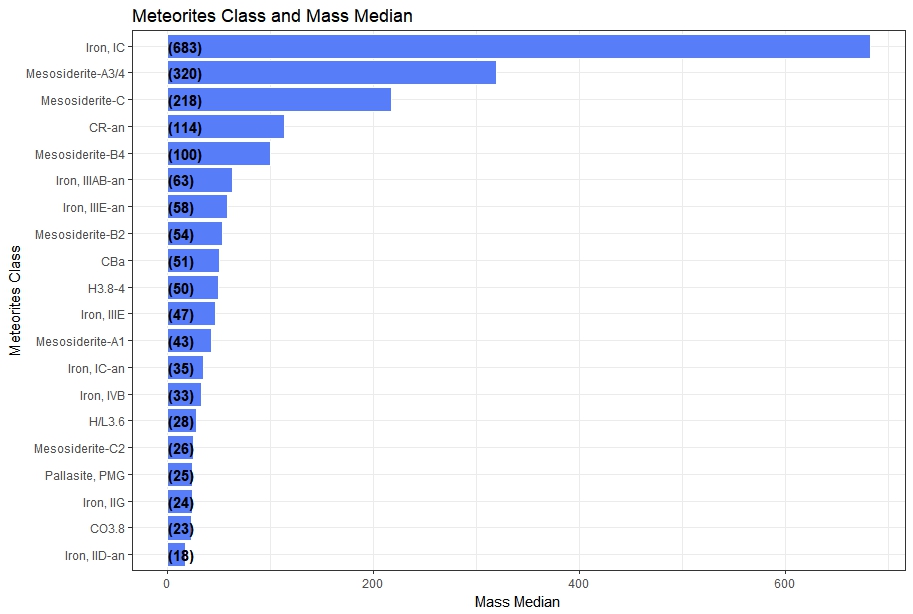 Meteorites Class and Mass Median
Meteorites Class
Iron, IC (683)
Mesosiderite-A3/4 (320)
Mesosiderite-C (218)
CR-an (114)
Mesosiderite-B4 (100)
Iron, IIIAB-an (63)
Iron, IIIE-an (58)
Mesosiderite-B2 (54)
CBa (51)
H3.8-4 (50)
Iron, IIIE (47)
Mesosiderite-A1 (43)
Iron, IC-an (35)
Iron, IVB (33)
H/L3.6 (28)
Mesosiderite-C2 (26)
Pallasite, PMG (25)
Iron, IIG (24)
CO3.8 (23)
Iron, IID-an (18)
0 200 400 600
Mass Median